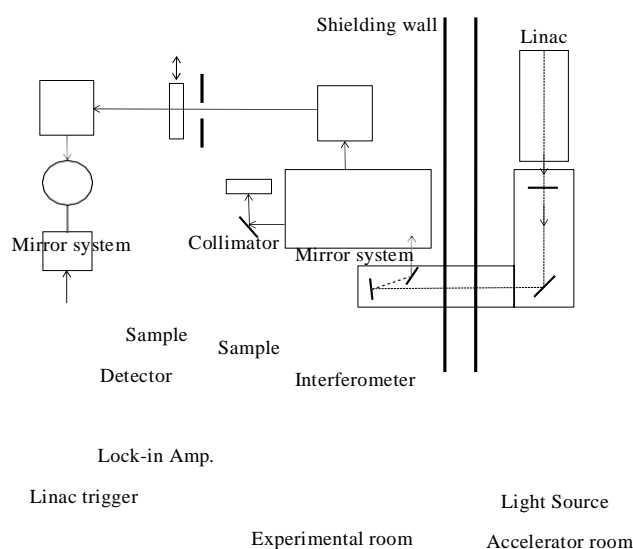 Shielding wall
Linac
Mirror system
Collimator
Mirror system
Sample
Sample
Detector
Interferometer
Lock-in Amp.
Linac trigger
Light Source
Experimental room
Accelerator room